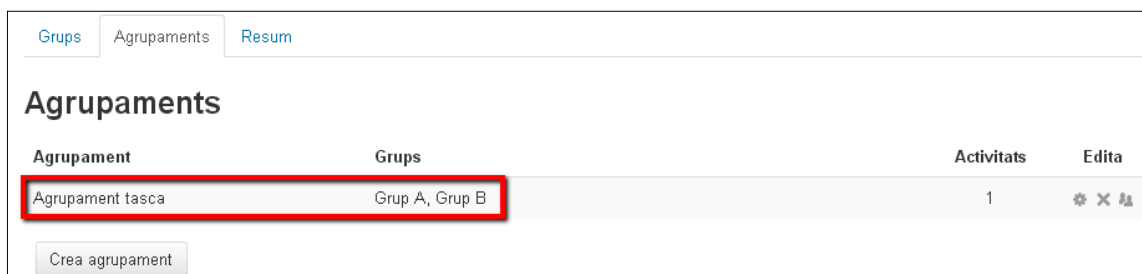 Grups Agrupaments Resum
Agrupaments
Agrupament Grups Activitats Edita
Agrupament tasca Grup A, Grup B 1
Crea agrupament